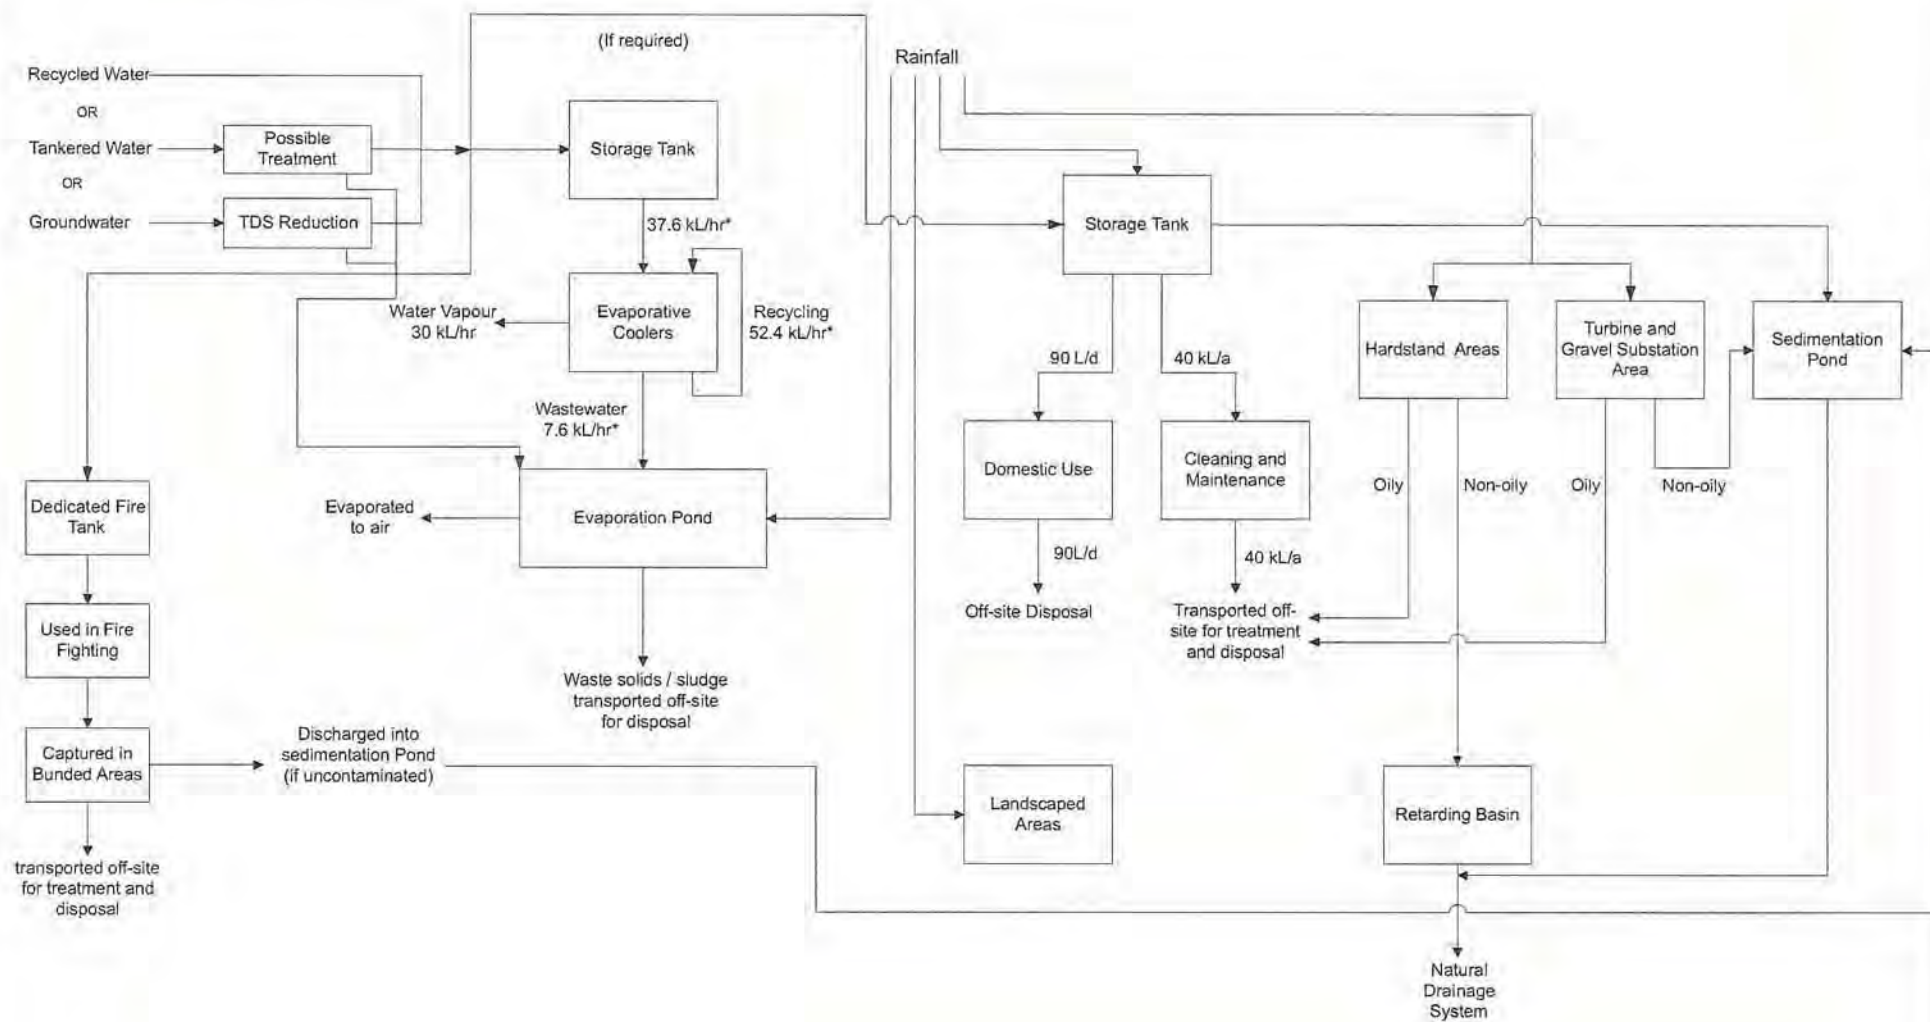 (If required)
Rainfall
Recycled Water
OR
Tankered Water
Possible
Treatment
Storage Tank
OR
Groundwater
TDS Reduction
37.6 kL/hr*
Storage Tank
Water Vapour
30 kL/hr
Evaporative
Coolers
Recycling
52.4 kL/hr*
90 L/d
40 kL/a
Hardstand Areas
Turbine and
Gravel Substation
Area
Sedimentation
Pond
Wastewater
7.6 kL/hr*
Domestic Use
Cleaning and
Maintenance
Oily
Non-oily
Oily
Non-oily
Dedicated Fire
Tank
Evaporated
to air
Evaporation Pond
90L/d
40 kL/a
Off-site Disposal
Transported off-
site for treatment
and disposal
Used in Fire
Fighting
Waste solids / sludge
transported off-site
for disposal
Captured in
Bunded Areas
Discharged into
sedimentation Pond
(if uncontaminated)
Landscaped
Areas
Retarding Basin
transported off-site
for treatment and
disposal
Natural
Drainage
System